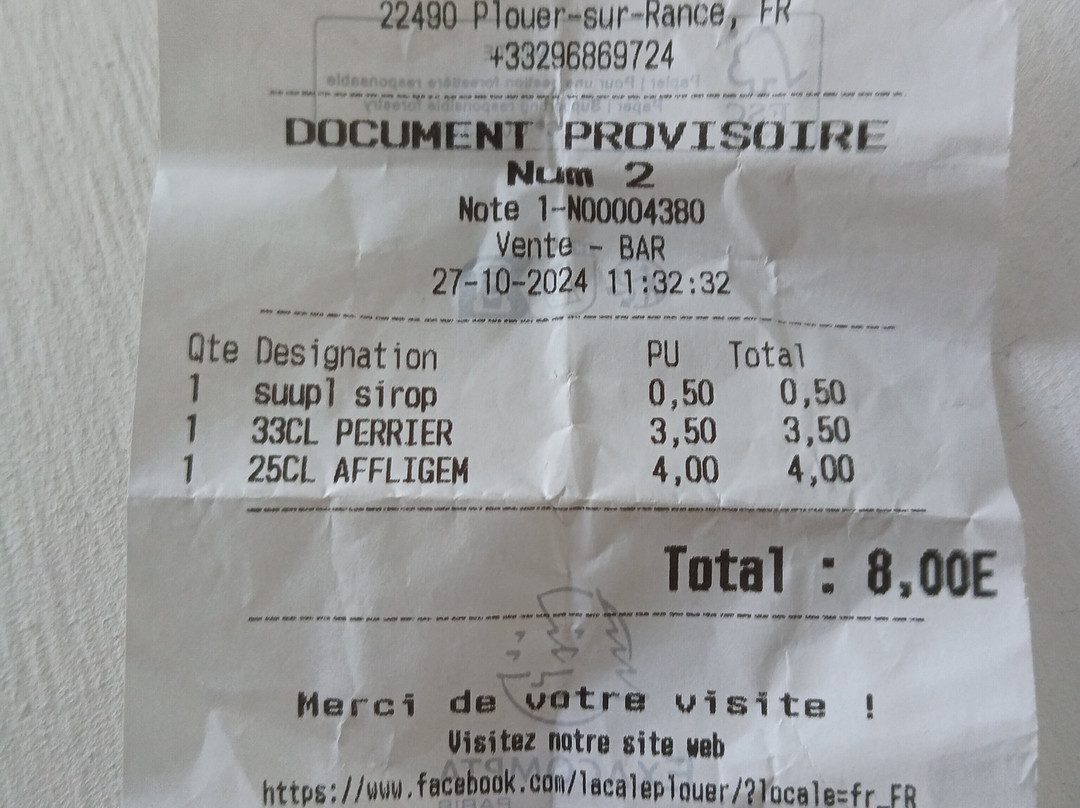 22490 Plouer-sur-Rance, FR
+33296869724
DOCUMENT PROVISOIRE
Num 2
Note 1-N00004380
Vente - BAR
27-10-2024 11:32:32
Qte Designation PU Total
1 suupl sirop 0,50 0,50
1 33CL PERRIER 3,50 3,50
1 25CL AFFLIGEM 4,00 4,00
Total : 8,00E
Merci de votre visite !
Visitez notre site web
https://www.facebook.com/lacaleplouer/?locale=fr_FR